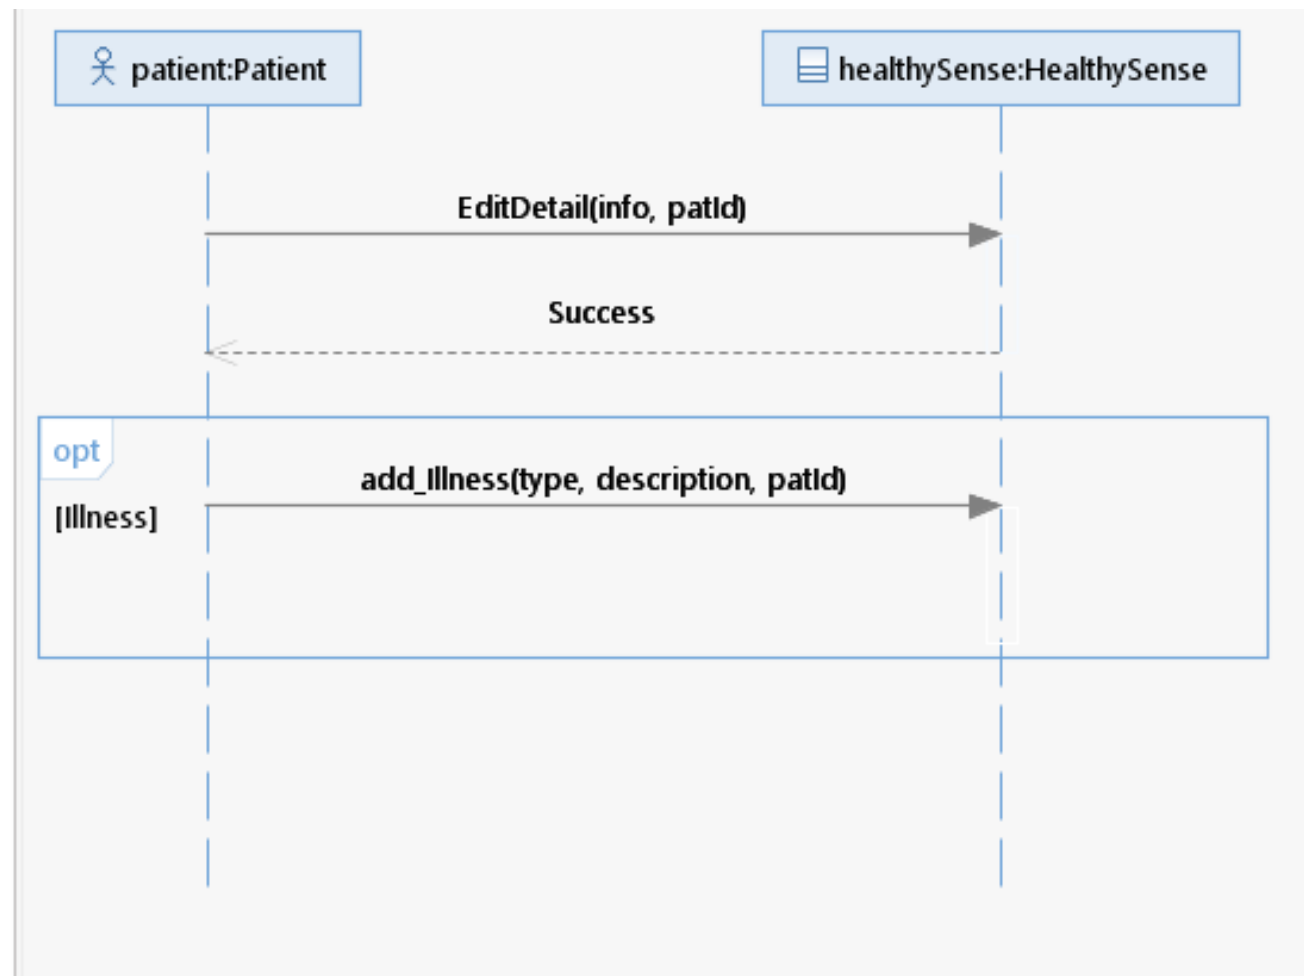 patient:Patient
healthySense:HealthySense
EditDetail(info, patId)
Success
opt
add_Illness(type, description, patId)
[Illness]